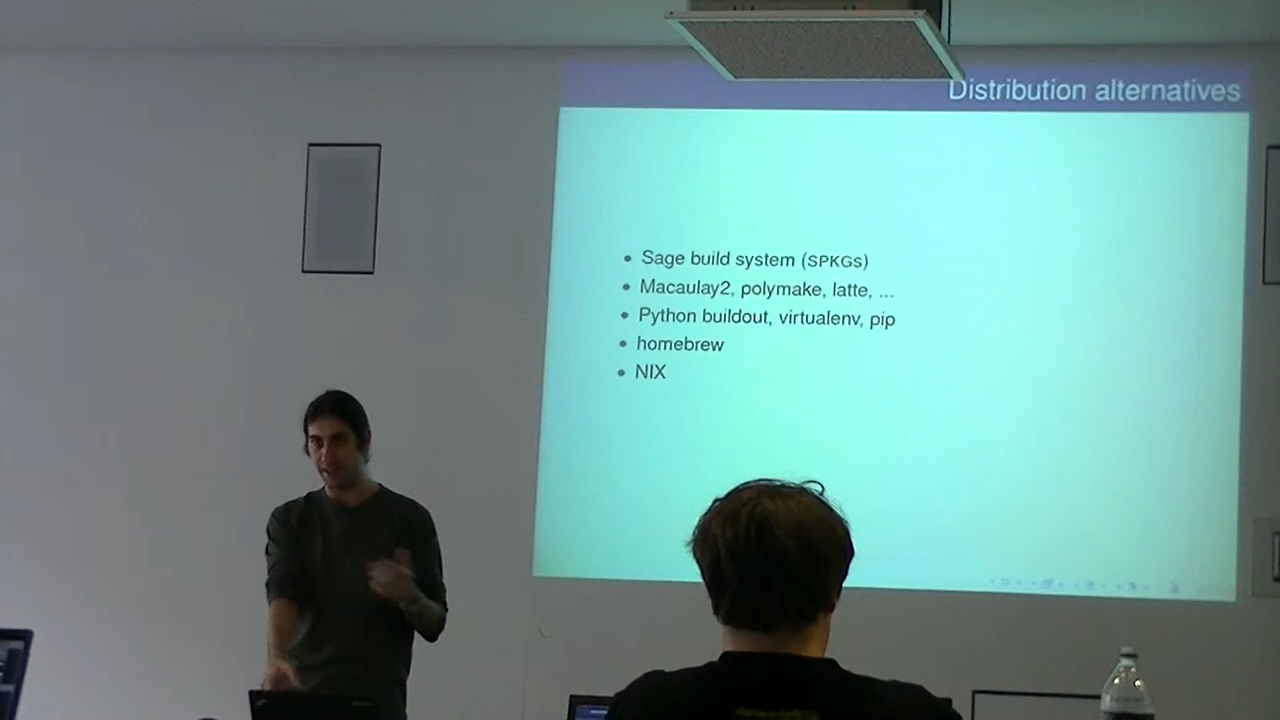 Distribution alternatives
• Sage build system (SPKGs)
• Macaulay2, polymake, latte, ...
• Python buildout, virtualenv, pip
• homebrew
• NIX